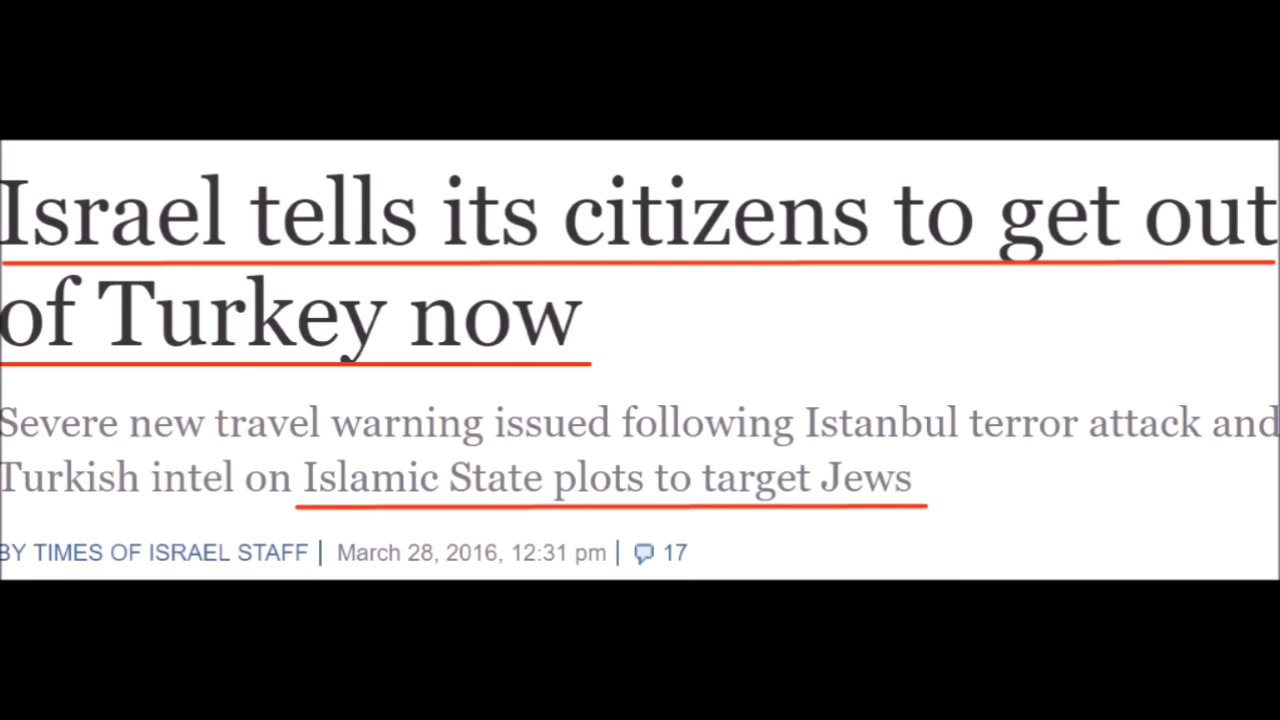 Israel tells its citizens to get out
of Turkey now
Severe new travel warning issued following Istanbul terror attack and
Turkish intel on Islamic State plots to target Jews
BY TIMES OF ISRAEL STAFF | March 28, 2016, 12:31 pm | 17